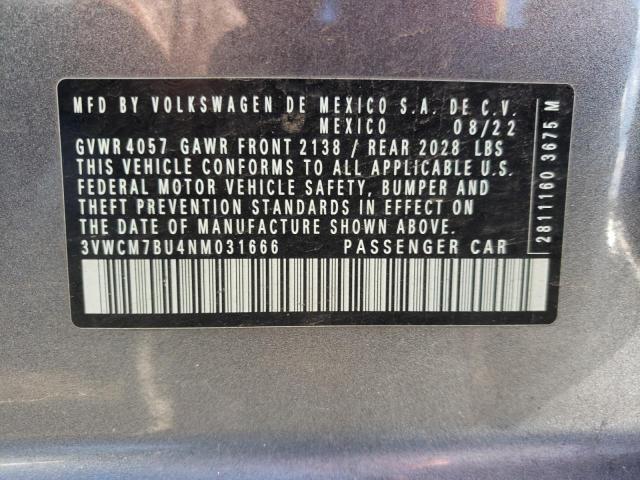 MFD BY VOLKSWAGEN DE MEXICO S.A. DE C.V.
MEXICO 08/22
GVWR 4057 GAWR FRONT 2138 / REAR 2028 LBS
THIS VEHICLE CONFORMS TO ALL APPLICABLE U.S.
FEDERAL MOTOR VEHICLE SAFETY, BUMPER AND
THEFT PREVENTION STANDARDS IN EFFECT ON
THE DATE OF MANUFACTURE SHOWN ABOVE.
3VWCM7BU4NM031666 PASSENGER CAR
2811160 3675 M